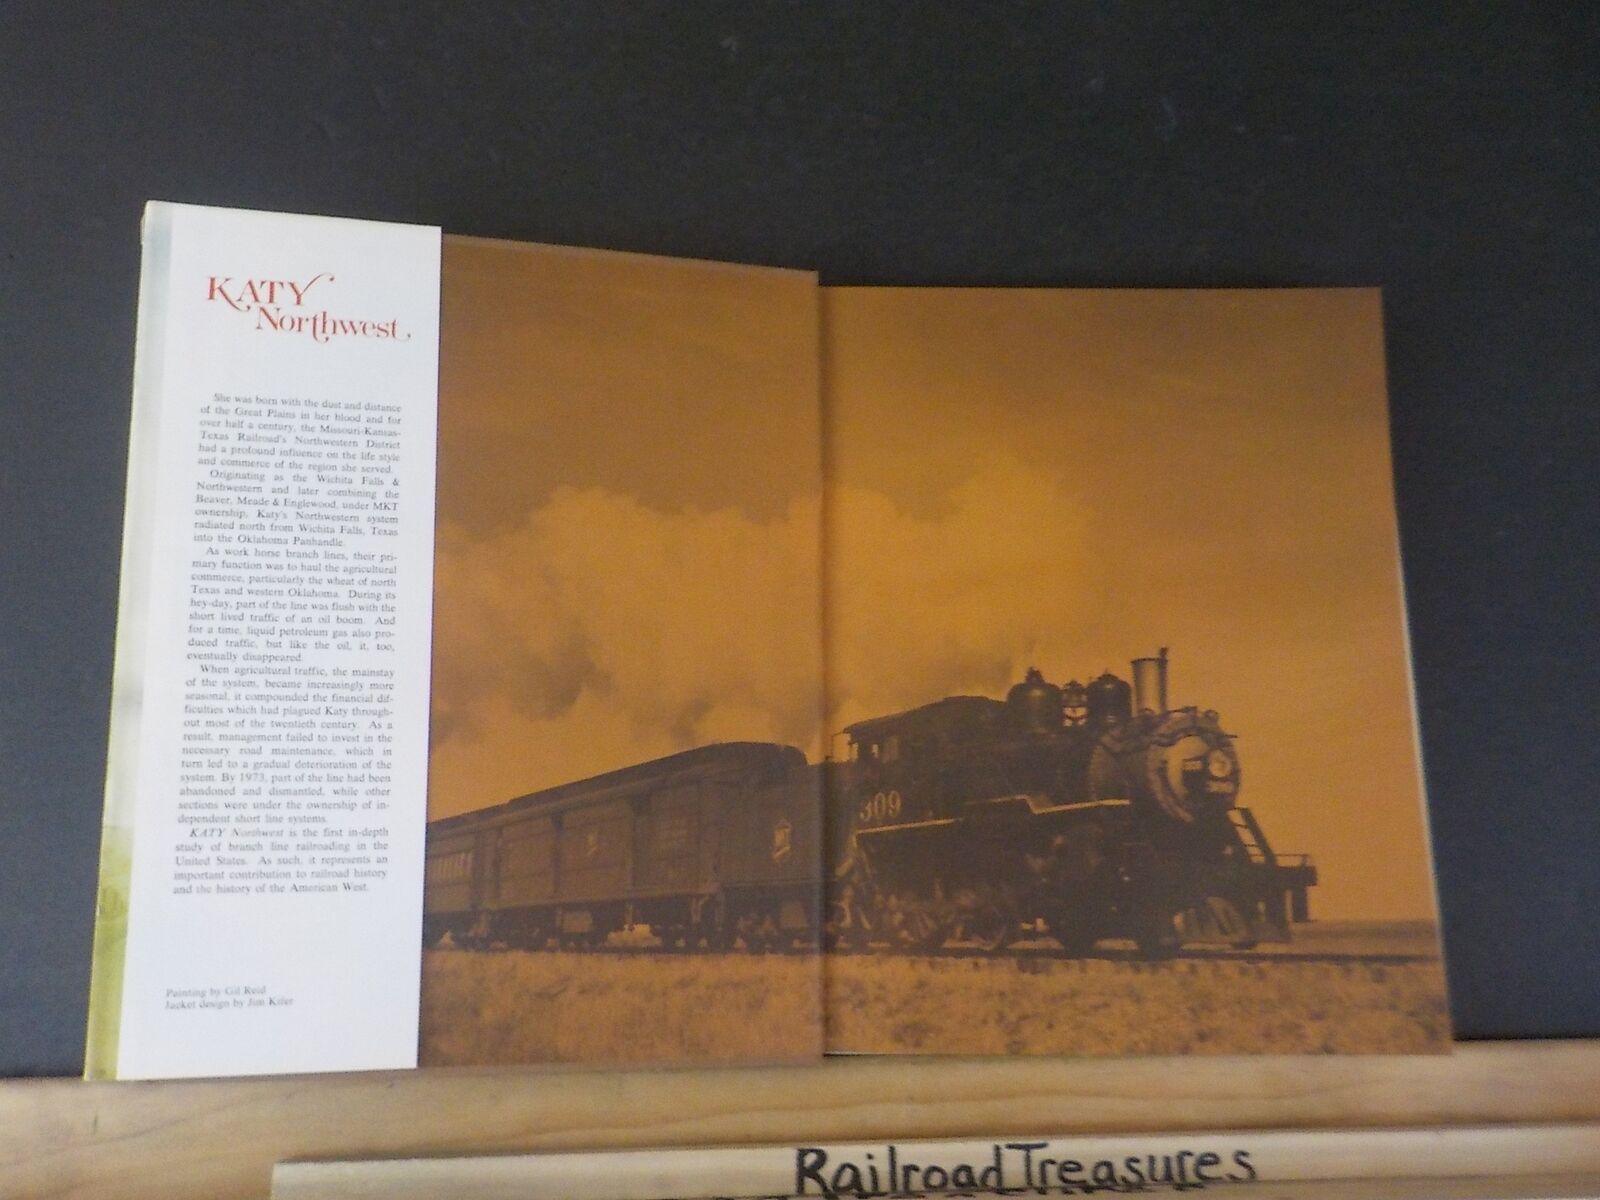 KATY
Northwest
She was born with the dust and distance
of the Great Plains in her blood and for
over half a century, the Missouri-Kansas-
Texas Railroad's Northwestern District
had a profound influence on the life style
and commerce of the region she served.
Originating as the Wichita Falls &
Northwestern and later combining the
Beaver, Meade & Englewood, under MKT
ownership, Katy's Northwestern system
radiated north from Wichita Falls, Texas
into the Oklahoma Panhandle.
As work horse branch lines, their pri-
mary function was to haul the agricultural
commerce, particularly the wheat of north
Texas and western Oklahoma. During its
hey-day, part of the line was flush with the
short lived traffic of an oil boom. And
for a time, liquid petroleum gas also pro-
duced traffic, but like the oil, it, too,
eventually disappeared.
When agricultural traffic, the mainstay
of the system, became increasingly more
seasonal, it compounded the financial dif-
ficulties which had plagued Katy through-
out most of the twentieth century. As a
result, management failed to invest in the
necessary road maintenance, which in
turn led to a gradual deterioration of the
system. By 1973, part of the line had been
abandoned and dismantled, while other
sections were under the ownership of in-
dependent short line systems.
KATY Northwest is the first in-depth
study of branch line railroading in the
United States. As such, it represents an
important contribution to railroad history
and the history of the American West.
Painting by Gil Reid
Jacket design by Jim Kifer
309
Railroad Treasures